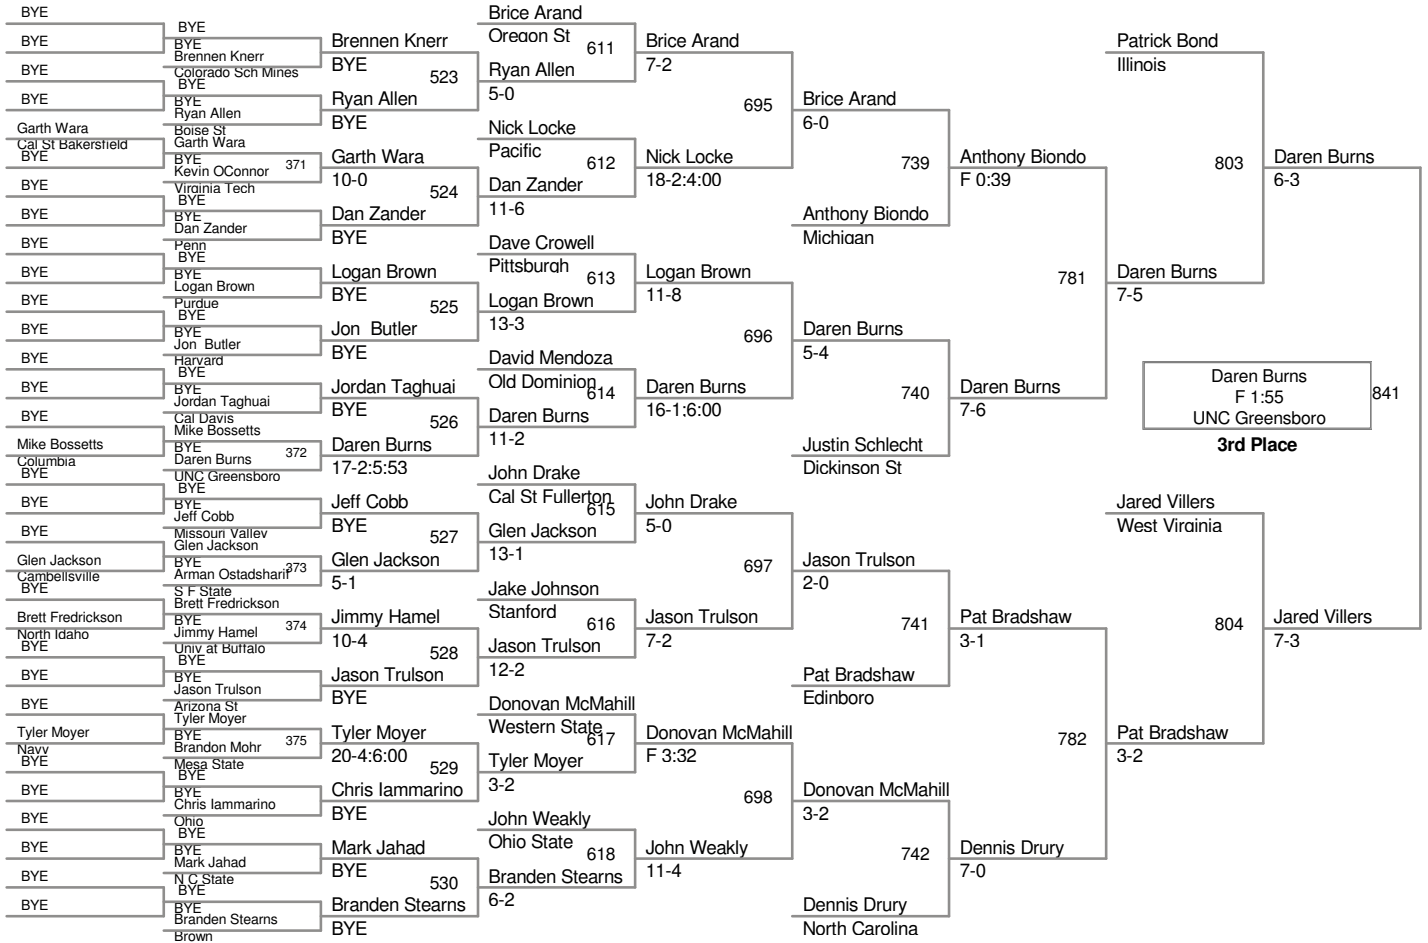 BYE
BYE
BYE
BYE
Garth Wara
Cal St Bakersfield
BYE
BYE
BYE
BYE
BYE
BYE
BYE
BYE
BYE
BYE
Mike Bossetts
Columbia
BYE
BYE
BYE
Glen Jackson
Cambellsville
BYE
Brett Fredrickson
North Idaho
BYE
BYE
BYE
Tyler Moyer
Navy
BYE
BYE
BYE
BYE
BYE
BYE
BYE
BYE
Brennen Knerr
Colorado Sch Mines
BYE
BYE
Ryan Allen
Boise St
Garth Wara
BYE
Kevin OConnor
371
Virginia Tech
BYE
BYE
Dan Zander
Penn
BYE
BYE
Logan Brown
Purdue
BYE
BYE
Jon Butler
Harvard
BYE
BYE
Jordan Taghuai
Cal Davis
Mike Bossetts
BYE
Daren Burns
372
UNC Greensboro
BYE
BYE
Jeff Cobb
Missouri Valley
Glen Jackson
BYE
Arman Ostadsharif
373
S F State
Brett Fredrickson
BYE
Jimmy Hamel
374
Univ at Buffalo
BYE
BYE
Jason Trulson
Arizona St
Tyler Moyer
BYE
Brandon Mohr
375
Mesa State
BYE
BYE
Chris Iammarino
Ohio
BYE
BYE
Mark Jahad
N C State
BYE
BYE
Branden Stearns
Brown
Brennen Knerr
BYE
523
Ryan Allen
BYE
Garth Wara
10-0
524
Dan Zander
BYE
Logan Brown
BYE
525
Jon Butler
BYE
Jordan Taghuai
BYE
526
Daren Burns
17-2:5:53
Jeff Cobb
BYE
527
Glen Jackson
5-1
Jimmy Hamel
10-4
528
Jason Trulson
BYE
Tyler Moyer
20-4:6:00
529
Chris Iammarino
BYE
Mark Jahad
BYE
530
Branden Stearns
BYE
Brice Arand
Oregon St
611
Ryan Allen
5-0
Nick Locke
Pacific
612
Dan Zander
11-6
Dave Crowell
Pittsburgh
613
Logan Brown
13-3
David Mendoza
Old Dominion
614
Daren Burns
11-2
John Drake
Cal St Fullerton
615
Glen Jackson
13-1
Jake Johnson
Stanford
616
Jason Trulson
12-2
Donovan McMahill
Western State
617
Tyler Moyer
3-2
John Weakly
Ohio State
618
Branden Stearns
6-2
Brice Arand
7-2
695
Nick Locke
18-2:4:00
Logan Brown
11-8
696
Daren Burns
16-1:6:00
John Drake
5-0
697
Jason Trulson
7-2
Donovan McMahill
F 3:32
698
John Weakly
11-4
Brice Arand
6-0
739
Anthony Biondo
Michigan
Daren Burns
5-4
740
Justin Schlecht
Dickinson St
Jason Trulson
2-0
741
Pat Bradshaw
Edinboro
Donovan McMahill
3-2
742
Dennis Drury
North Carolina
Anthony Biondo
F 0:39
781
Daren Burns
7-6
Pat Bradshaw
3-1
782
Dennis Drury
7-0
Patrick Bond
Illinois
803
Daren Burns
7-5
Jared Villers
West Virginia
804
Pat Bradshaw
3-2
Daren Burns
6-3
Daren Burns
F 1:55
UNC Greensboro
841
3rd Place
Jared Villers
7-3